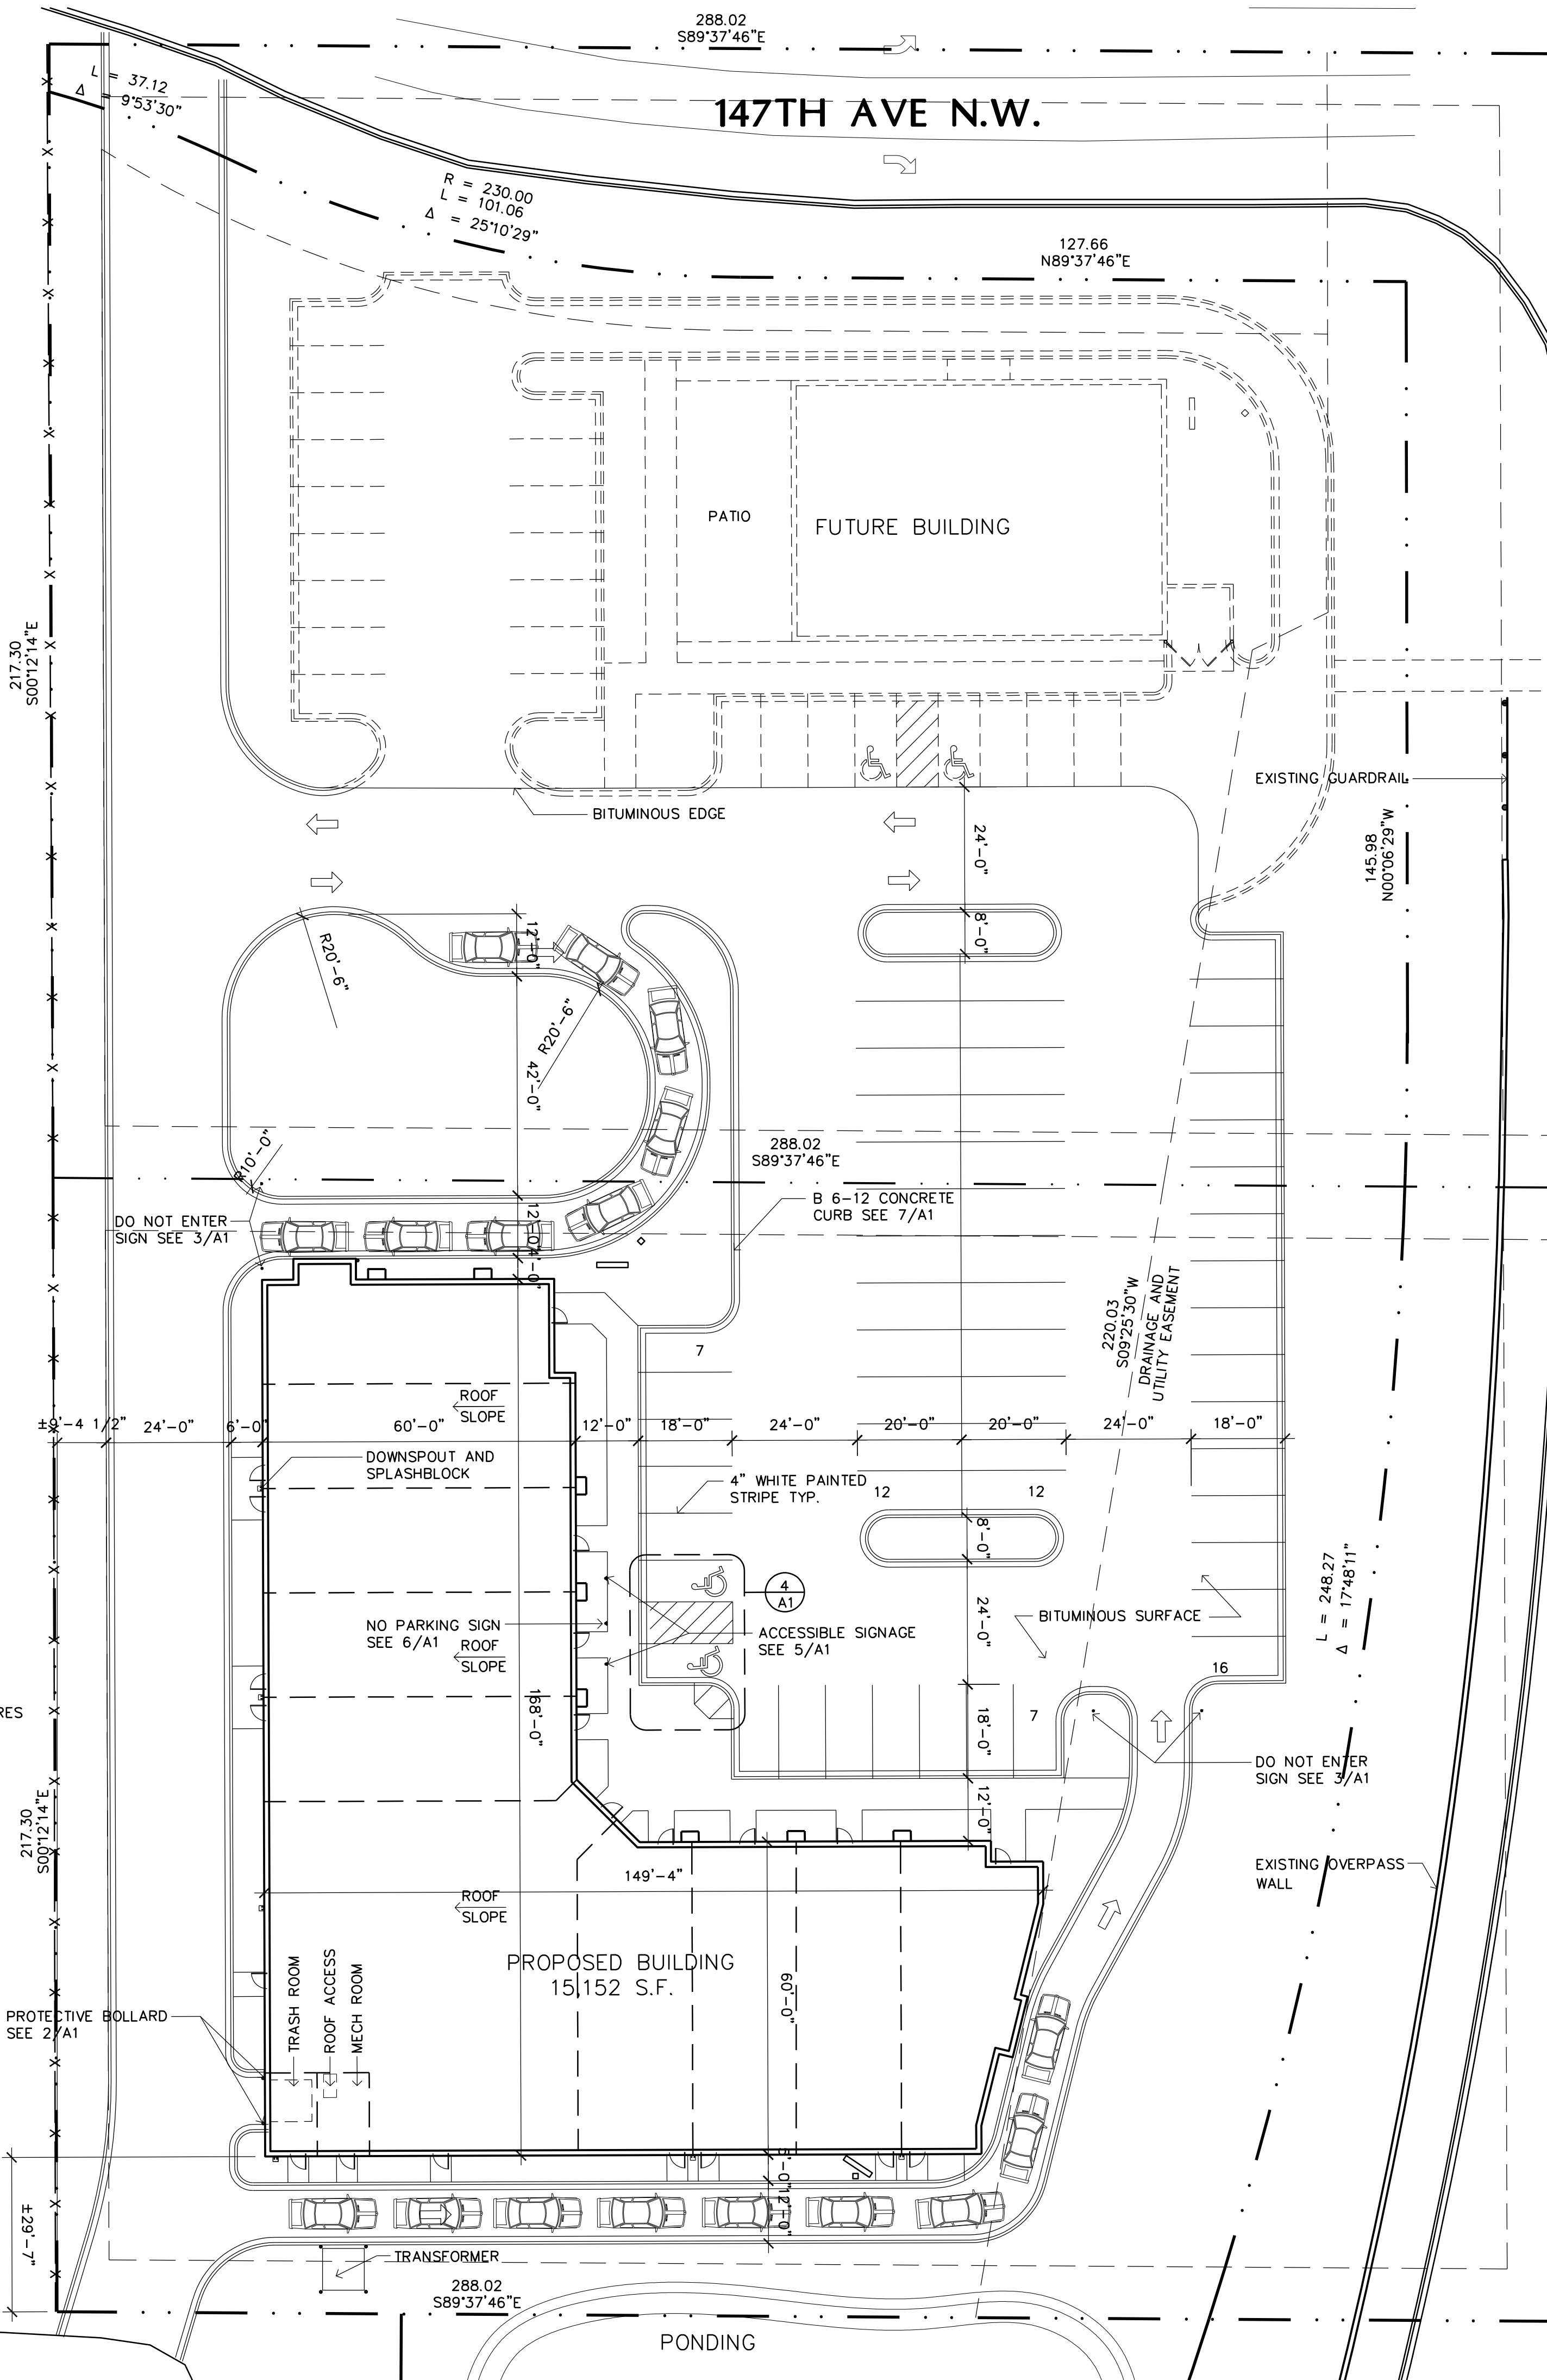 288.02
S89°37'46"E
L = 37.12
Δ = 9°53'30"
147TH AVE N.W.
R = 230.00
L = 101.06
Δ = 25°10'29"
127.66
N89°37'46"E
PATIO
FUTURE BUILDING
217.30
S00°12'14"E
EXISTING GUARDRAIL
BITUMINOUS EDGE
24'-0"
145.98
N00°06'29"W
12'-0"
8'-0"
R20'-6"
R20'-6"
42'-0"
R10'-0"
288.02
S89°37'46"E
B 6-12 CONCRETE
CURB SEE 7/A1
DO NOT ENTER
SIGN SEE 3/A1
12'-0"
4'-0"
220.03
S09°25'30"W
DRAINAGE AND
UTILITY EASEMENT
7
ROOF
SLOPE
±9'-4 1/2"
24'-0"
6'-0"
60'-0"
12'-0"
18'-0"
24'-0"
20'-0"
20'-0"
24'-0"
18'-0"
DOWNSPOUT AND
SPLASHBLOCK
4" WHITE PAINTED
STRIPE TYP.
12
12
8'-0"
L = 248.27
Δ = 17°48'11"
4
A1
24'-0"
BITUMINOUS SURFACE
NO PARKING SIGN
SEE 6/A1
ROOF
SLOPE
ACCESSIBLE SIGNAGE
SEE 5/A1
16
168'-0"
18'-0"
7
RES
DO NOT ENTER
SIGN SEE 3/A1
217.30
S00°12'14"E
12'-0"
EXISTING OVERPASS
WALL
149'-4"
ROOF
SLOPE
PROPOSED BUILDING
15,152 S.F.
60'-0"
TRASH ROOM
ROOF ACCESS
MECH ROOM
PROTECTIVE BOLLARD
SEE 2/A1
5'-0"
12'-0"
±29'-7"
TRANSFORMER
288.02
S89°37'46"E
PONDING